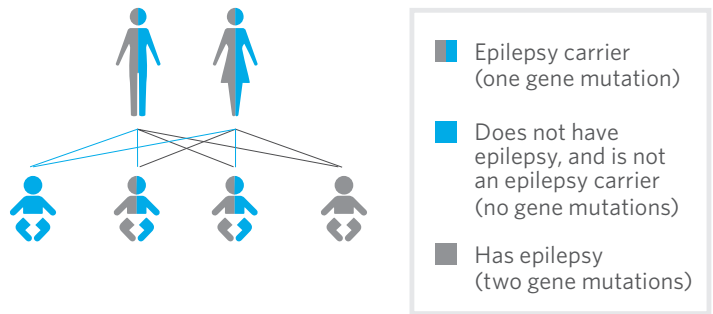 Epilepsy carrier
(one gene mutation)
Does not have
epilepsy, and is not
an epilepsy carrier
(no gene mutations)
Has epilepsy
(two gene mutations)